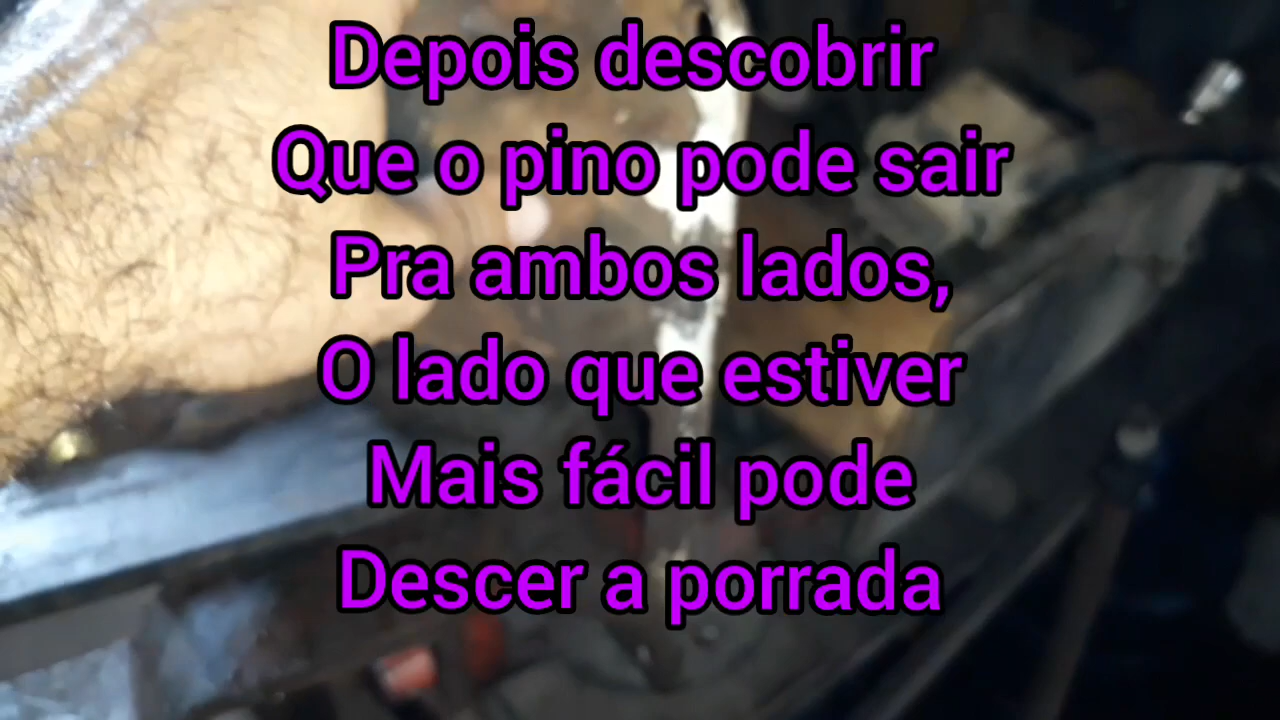 Depois descobrir
Que o pino pode sair
Pra ambos lados,
O lado que estiver
Mais fácil pode
Descer a porrada